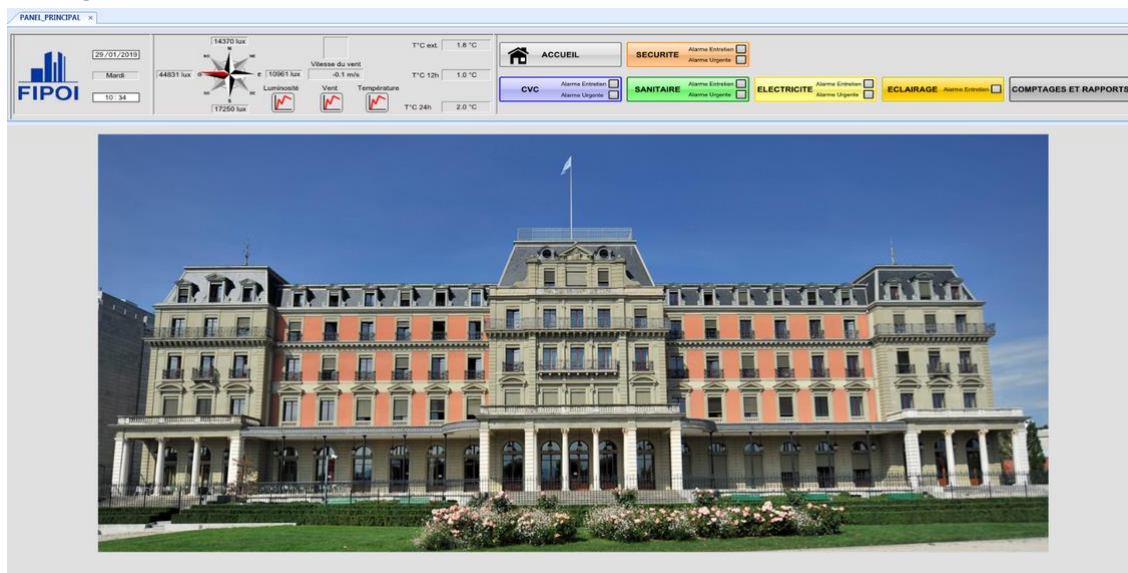 PANEL_PRINCIPAL ×
FIPOI
29/01/2019
Mardi
10 : 34
14370 lux
N
44831 lux
O
E
10961 lux
S
17250 lux
Luminosité
Vitesse du vent
-0.1 m/s
Vent
Température
T°C ext.
1.8 °C
T°C 12h
1.0 °C
T°C 24h
2.0 °C
ACCUEIL
SECURITE
Alarme Entretien
Alarme Urgente
CVC
Alarme Entretien
Alarme Urgente
SANITAIRE
Alarme Entretien
Alarme Urgente
ELECTRICITE
Alarme Entretien
Alarme Urgente
ECLAIRAGE
Alarme Entretien
COMPTAGES ET RAPPORTS